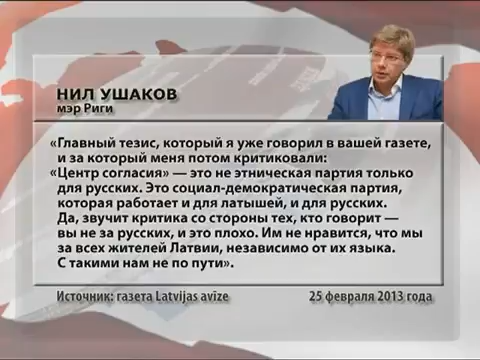 НИЛ УШАКОВ
мэр Риги
«Главный тезис, который я уже говорил в вашей газете,
и за который меня потом критиковали:
«Центр согласия» — это не этническая партия только
для русских. Это социал-демократическая партия,
которая работает и для латышей, и для русских.
Да, звучит критика со стороны тех, кто говорит —
вы не за русских, и это плохо. Им не нравится, что мы
за всех жителей Латвии, независимо от их языка.
С такими нам не по пути».
Источник: газета Latvijas avīze 25 февраля 2013 года